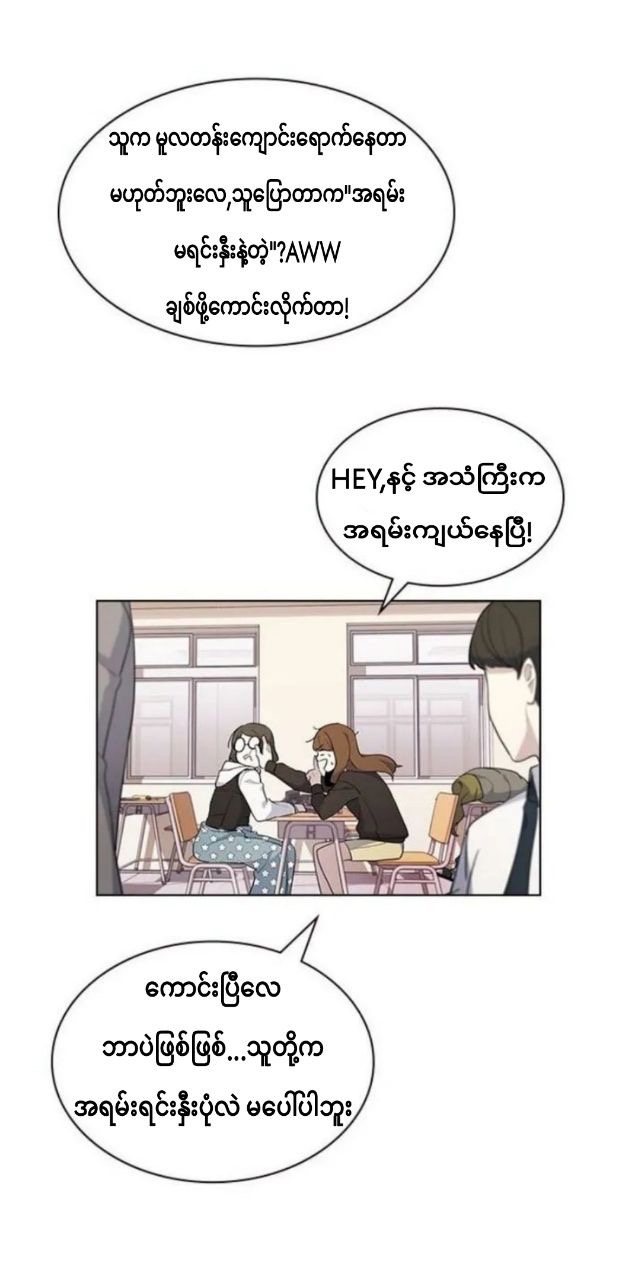 သူက မူလတန်းကျောင်းရောက်နေတာ
မဟုတ်ဘူးလေ,သူပြောတာက"အရမ်း
မရင်းနှီးနဲ့တဲ့"?AWW
ချစ်ဖို့ကောင်းလိုက်တာ!
HEY,နင့် အသံကြီးက
အရမ်းကျယ်နေပြီ!
ကောင်းပြီလေ
ဘာပဲဖြစ်ဖြစ်...သူတို့က
အရမ်းရင်းနှီးပုံလဲ မပေါ်ပါဘူး